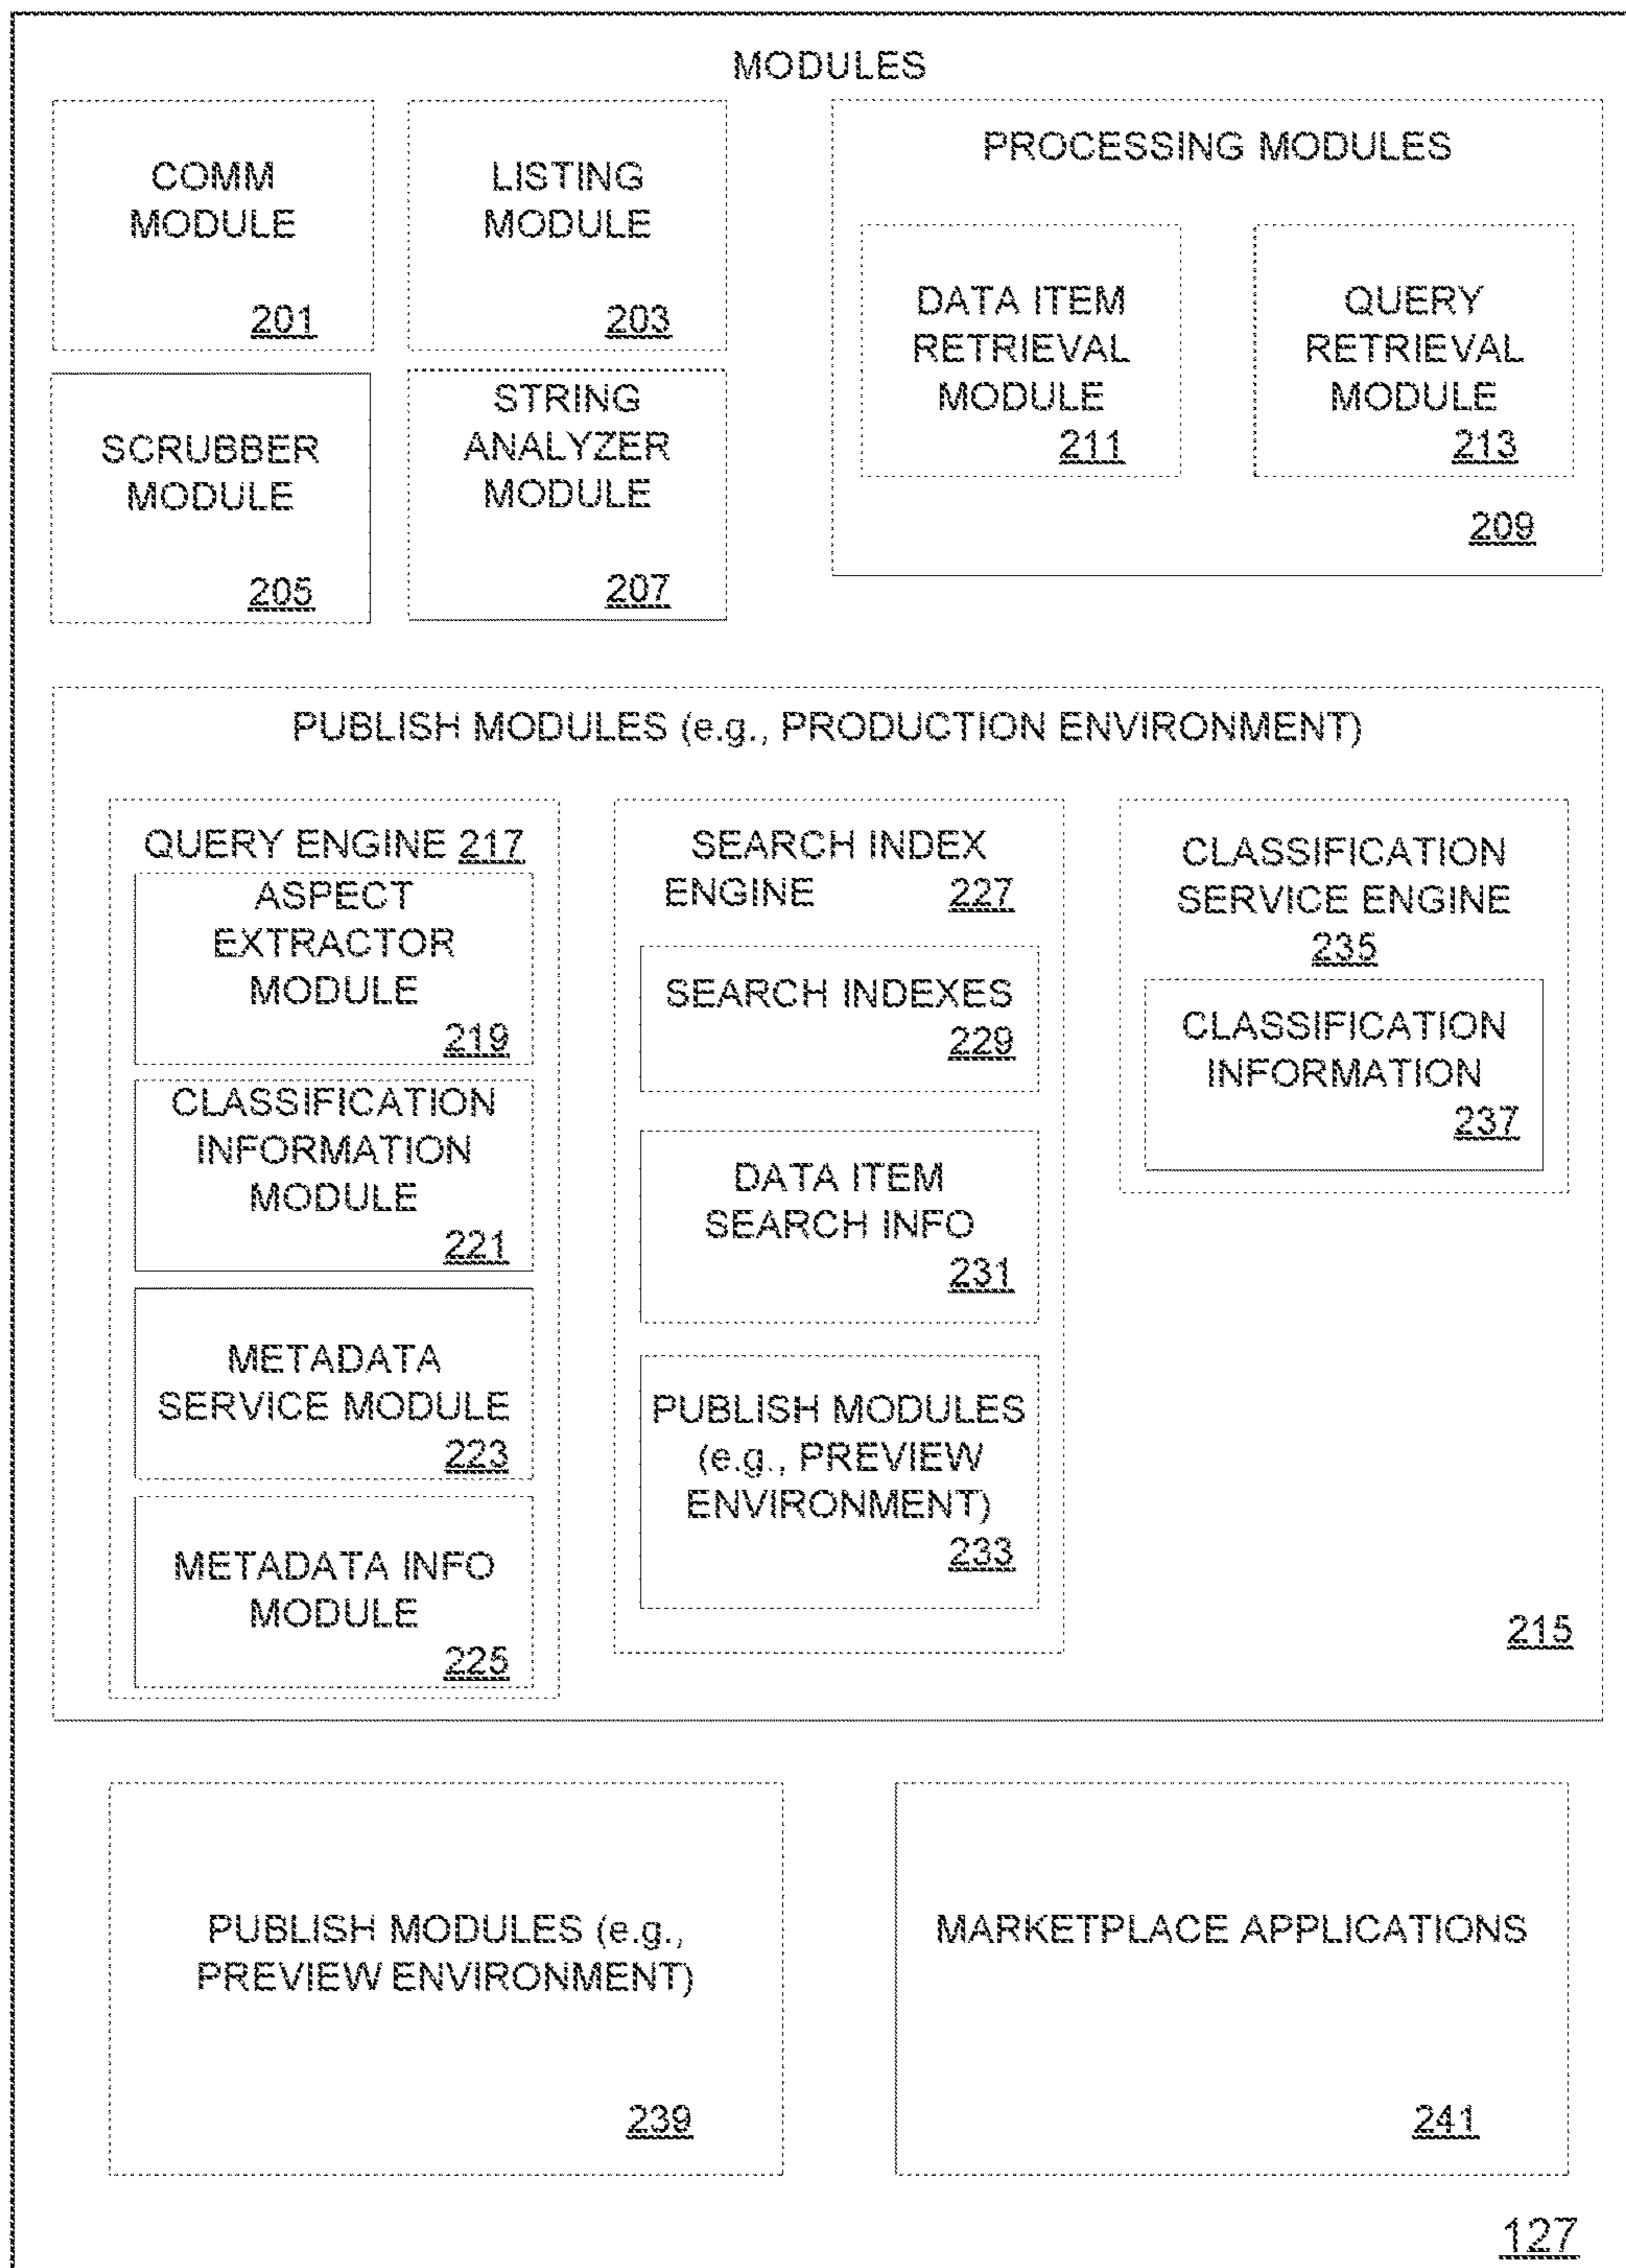 MODULES
COMM
MODULE
201
LISTING
MODULE
203
SCRUBBER
MODULE
205
STRING
ANALYZER
MODULE
207
PROCESSING MODULES
DATA ITEM
RETRIEVAL
MODULE
211
QUERY
RETRIEVAL
MODULE
213
209
PUBLISH MODULES (e.g., PRODUCTION ENVIRONMENT)
QUERY ENGINE 217
ASPECT
EXTRACTOR
MODULE
219
CLASSIFICATION
INFORMATION
MODULE
221
METADATA
SERVICE MODULE
223
METADATA INFO
MODULE
225
SEARCH INDEX
ENGINE 227
SEARCH INDEXES
229
DATA ITEM
SEARCH INFO
231
PUBLISH MODULES
(e.g., PREVIEW
ENVIRONMENT)
233
CLASSIFICATION
SERVICE ENGINE
235
CLASSIFICATION
INFORMATION
237
215
PUBLISH MODULES (e.g.,
PREVIEW ENVIRONMENT)
239
MARKETPLACE APPLICATIONS
241
127